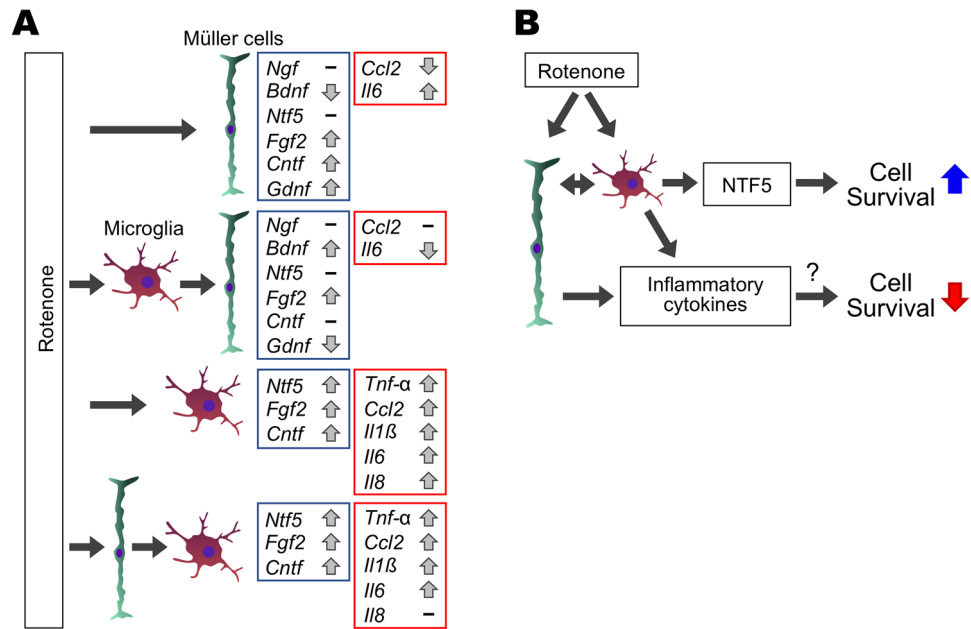 A
Müller cells
Rotenone
Ngf –
Bdnf
Ntf5 –
Fgf2
Cntf
Gdnf
Ccl2
Il6
Microglia
Ngf –
Bdnf
Ntf5 –
Fgf2
Cntf –
Gdnf
Ccl2 –
Il6
Ntf5
Fgf2
Cntf
Tnf-α
Ccl2
Il1ß
Il6
Il8
Ntf5
Fgf2
Cntf
Tnf-α
Ccl2
Il1ß
Il6
Il8 –
B
Rotenone
NTF5
Cell
Survival
Inflammatory
cytokines
?
Cell
Survival